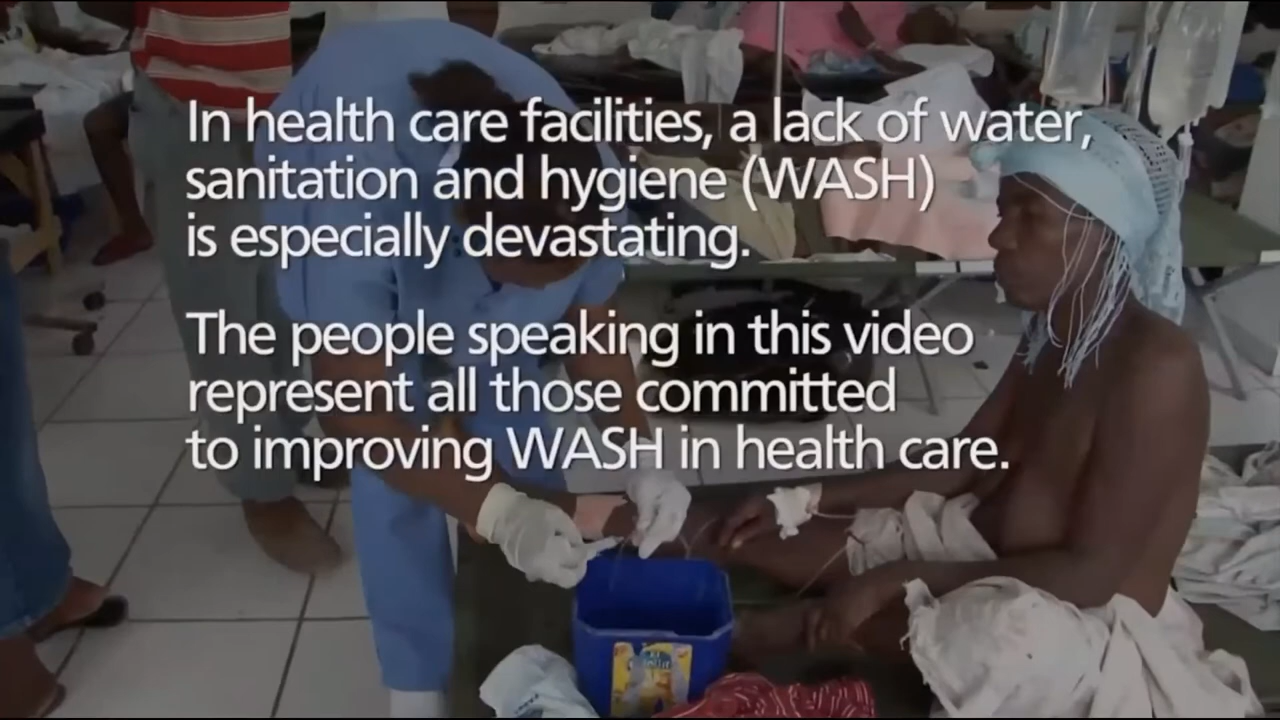 In health care facilities, a lack of water,
sanitation and hygiene (WASH)
is especially devastating.
The people speaking in this video
represent all those committed
to improving WASH in health care.